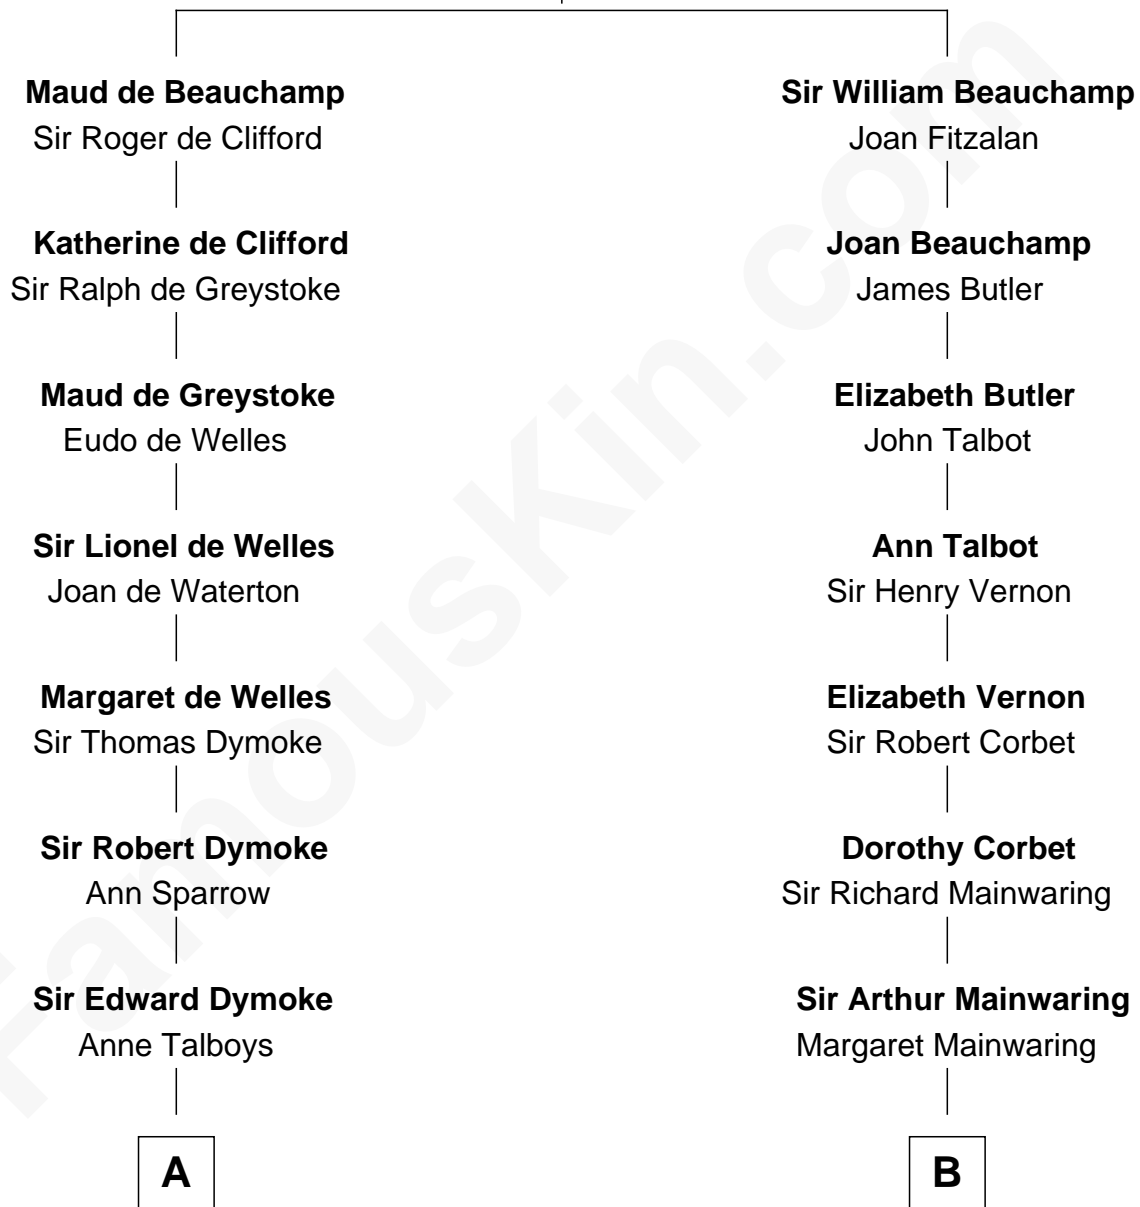 Maud de Beauchamp
Sir Roger de Clifford
Katherine de Clifford
Sir Ralph de Greystoke
Maud de Greystoke
Eudo de Welles
Sir Lionel de Welles
Joan de Waterton
Margaret de Welles
Sir Thomas Dymoke
Sir Robert Dymoke
Ann Sparrow
Sir Edward Dymoke
Anne Talboys
A
Sir William Beauchamp
Joan Fitzalan
Joan Beauchamp
James Butler
Elizabeth Butler
John Talbot
Ann Talbot
Sir Henry Vernon
Elizabeth Vernon
Sir Robert Corbet
Dorothy Corbet
Sir Richard Mainwaring
Sir Arthur Mainwaring
Margaret Mainwaring
B
FamousKin.com